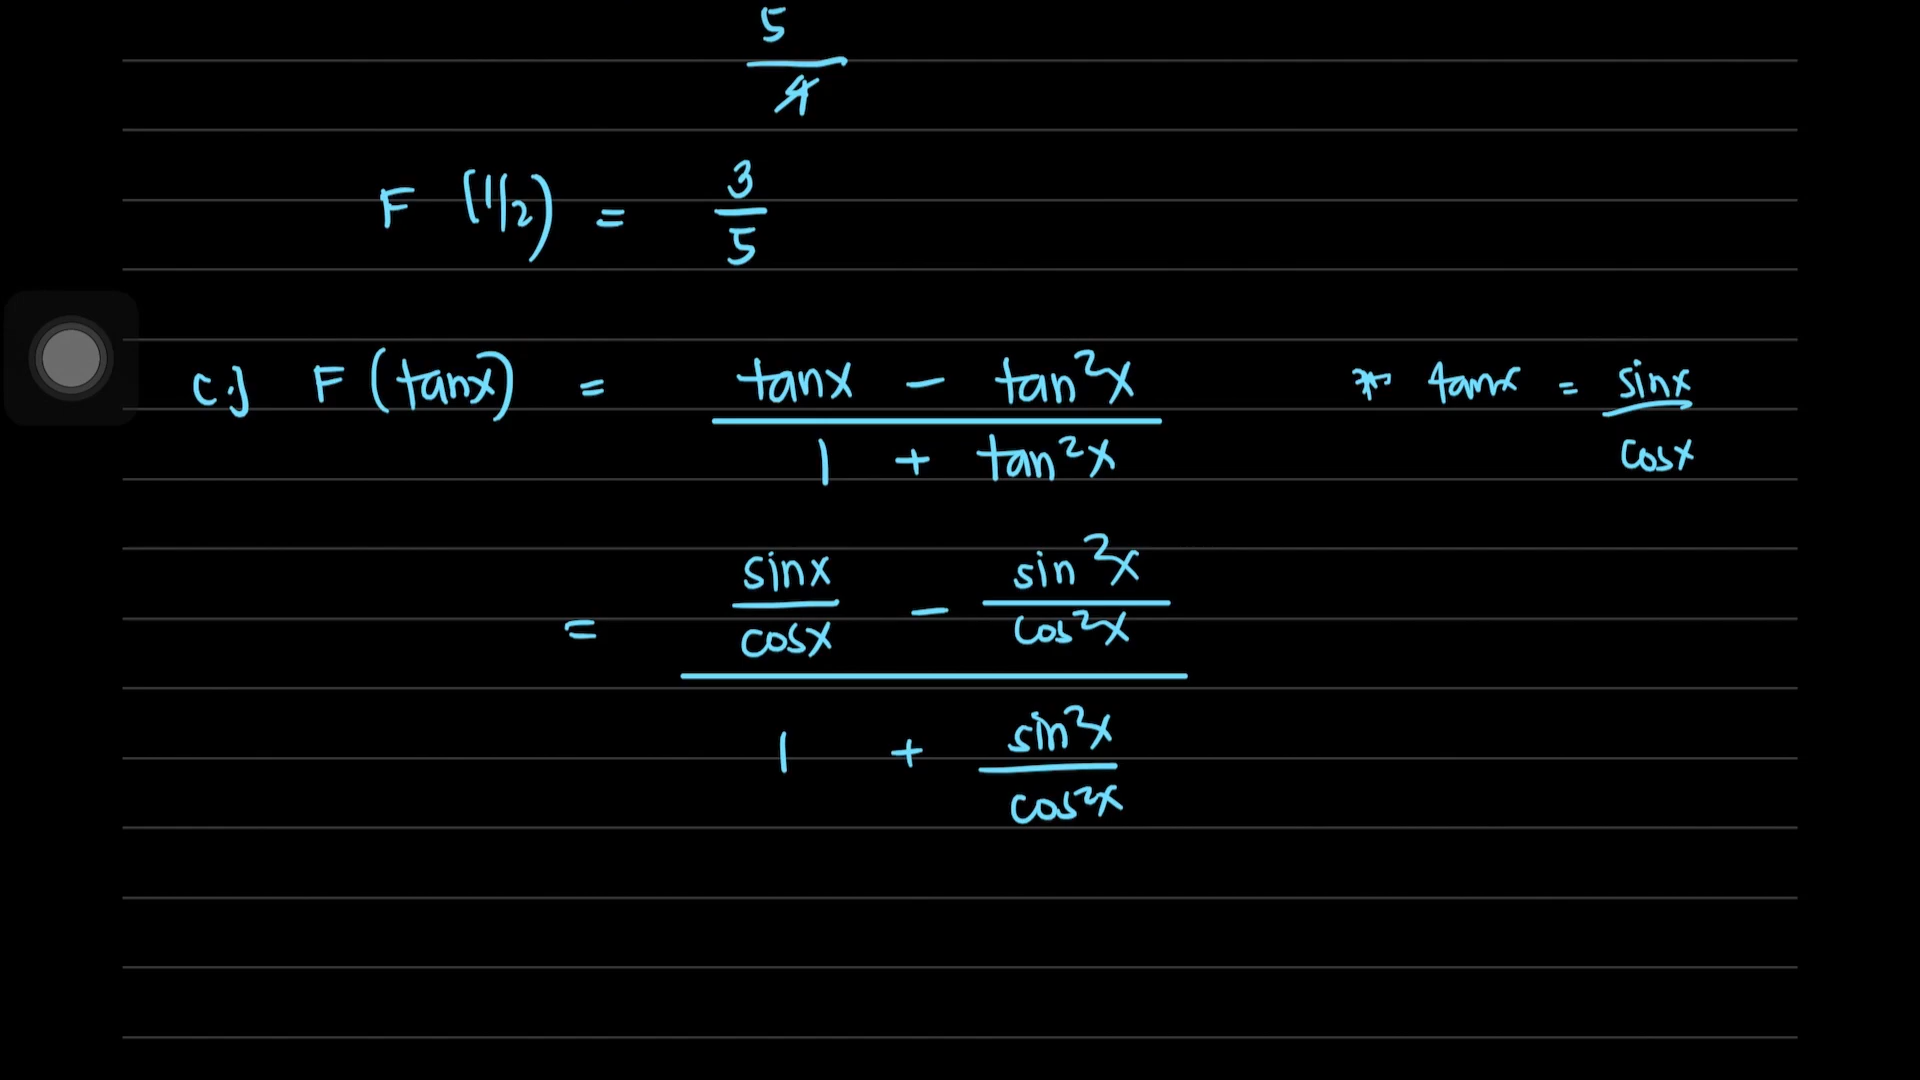 5
4
F (1/2) = 3/5
c.) F (tanx) = (tanx - tan²x) / (1 + tan²x) * tanx = sinx / cosx
= (sinx/cosx - sin²x/cos²x) / (1 + sin²x/cos²x)